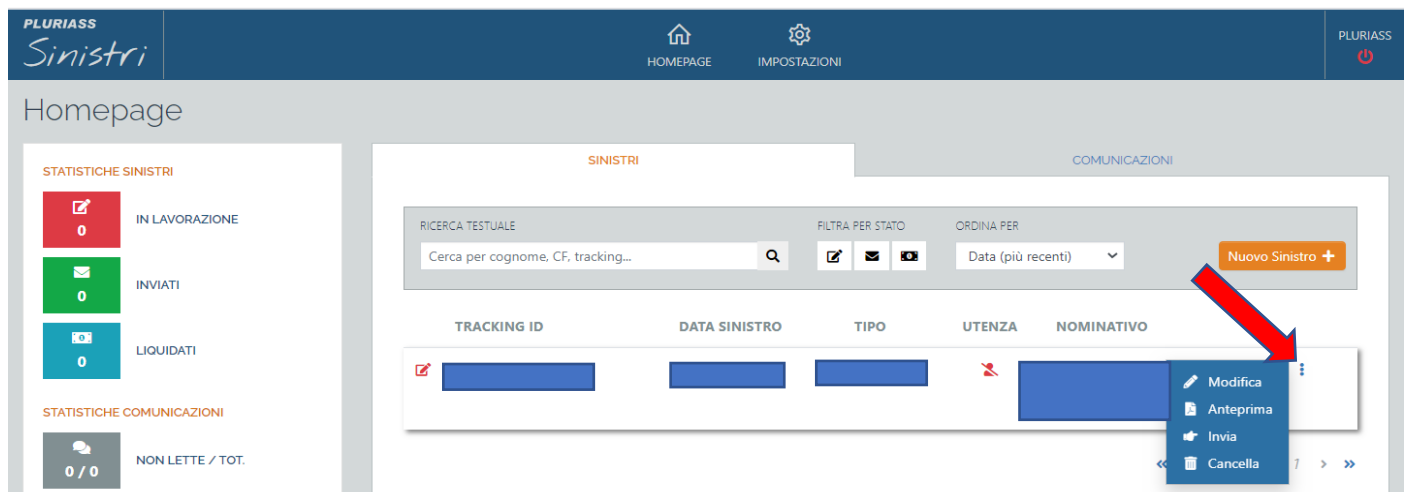 PLURIASS
Sinistri
HOMEPAGE
IMPOSTAZIONI
PLURIASS
Homepage
STATISTICHE SINISTRI
0
IN LAVORAZIONE
0
INVIATI
0
LIQUIDATI
STATISTICHE COMUNICAZIONI
0 / 0
NON LETTE / TOT.
SINISTRI
COMUNICAZIONI
RICERCA TESTUALE
Cerca per cognome, CF, tracking...
FILTRA PER STATO
ORDINA PER
Data (più recenti)
Nuovo Sinistro +
TRACKING ID
DATA SINISTRO
TIPO
UTENZA
NOMINATIVO
Modifica
Anteprima
Invia
Cancella
« 1 › »